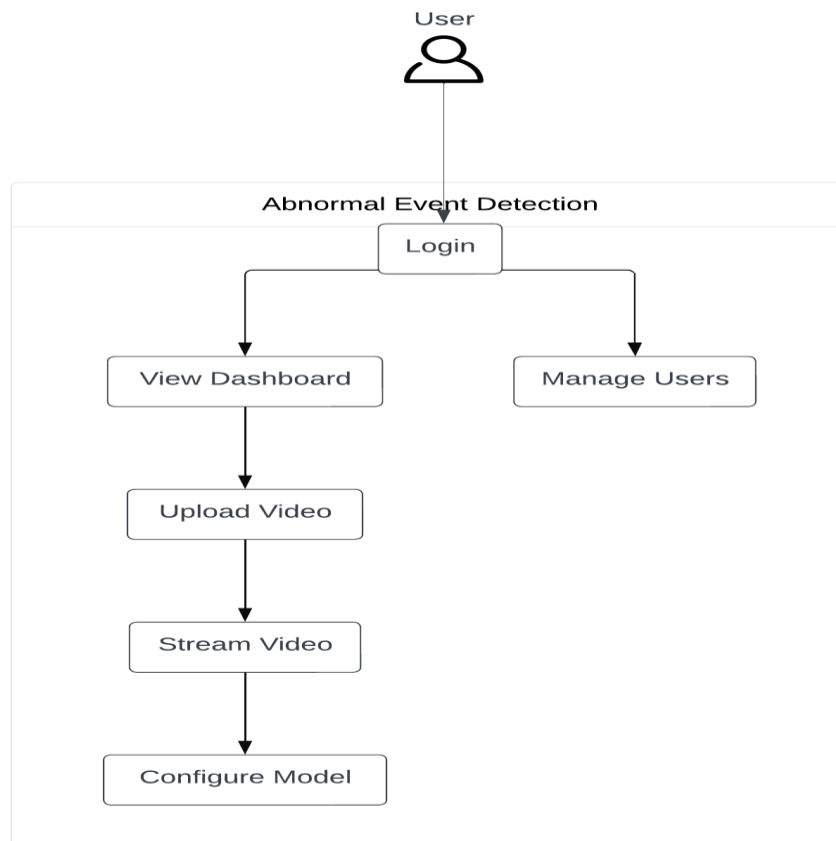 User
Abnormal Event Detection
Login
View Dashboard
Manage Users
Upload Video
Stream Video
Configure Model